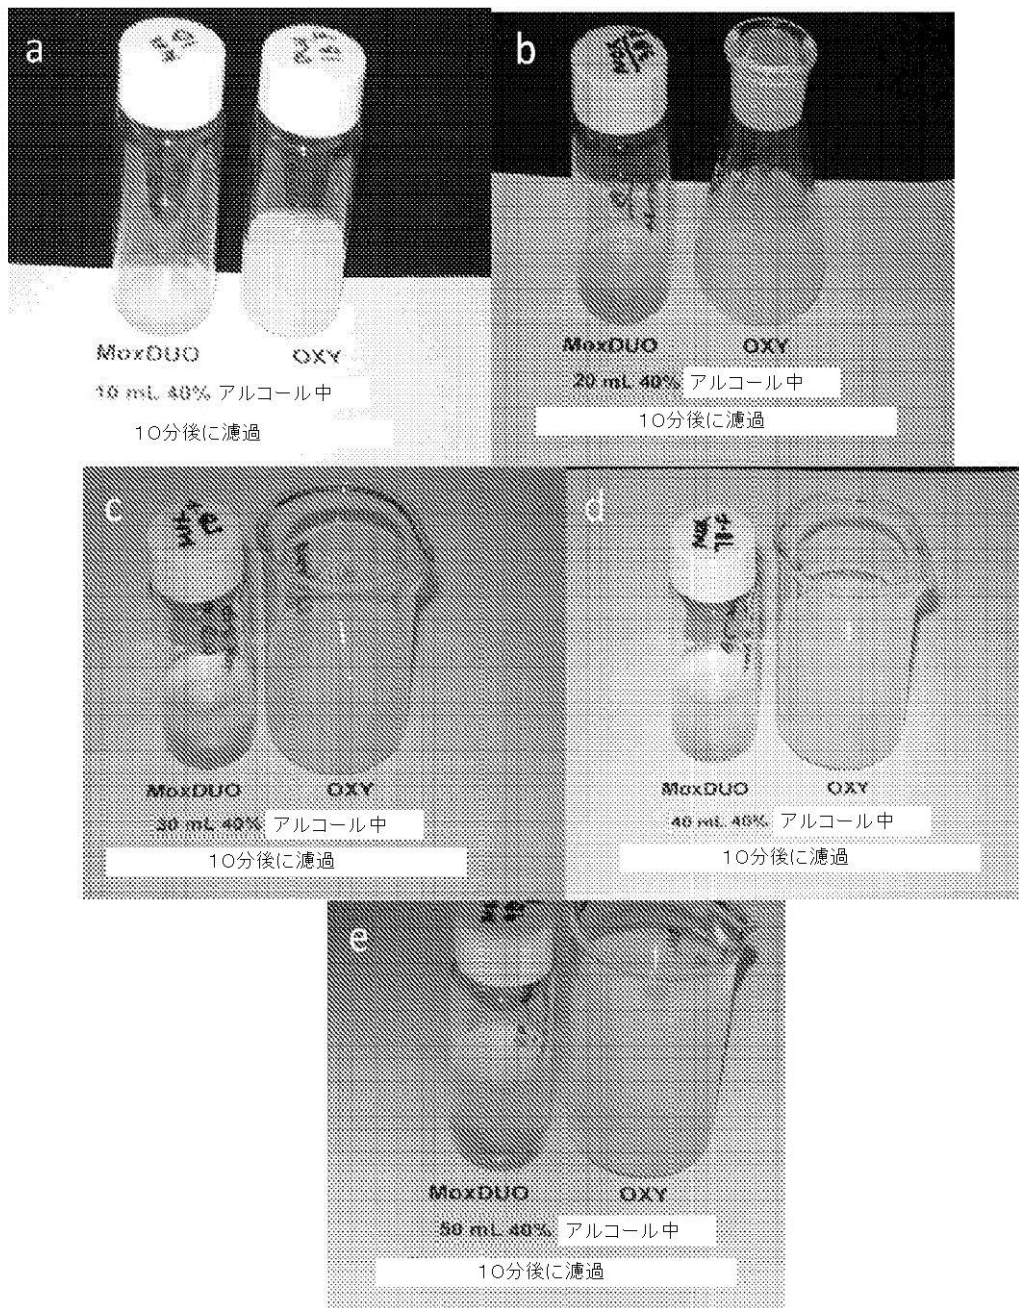 a
MoxDUO OXY
10 mL 40% アルコール中
10分後に濾過
b
MoxDUO OXY
20 mL 40% アルコール中
10分後に濾過
c
MoxDUO OXY
30 mL 40% アルコール中
10分後に濾過
d
MoxDUO OXY
40 mL 40% アルコール中
10分後に濾過
e
MoxDUO OXY
50 mL 40% アルコール中
10分後に濾過